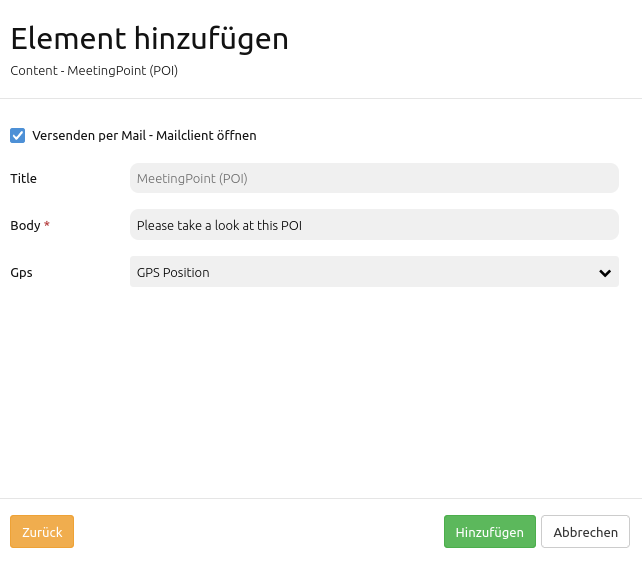 Element hinzufügen
Content - MeetingPoint (POI)
Versenden per Mail - Mailclient öffnen
Title MeetingPoint (POI)
Body * Please take a look at this POI
Gps GPS Position
Zurück Hinzufügen Abbrechen